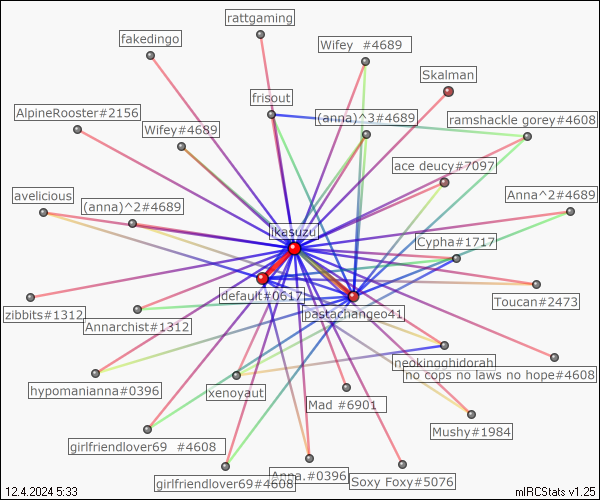 rattgaming
fakedingo
Wifey  #4689
Skalman
frisout
AlpineRooster#2156
(anna)^3#4689
ramshackle gorey#4608
Wifey#4689
ace deucy#7097
avelicious
(anna)^2#4689
Anna^2#4689
ikasuzu
Cypha#1717
default#0617
Toucan#2473
zibbits#1312
Annarchist#1312
pastachangeo41
neokingghidorah
no cops no laws no hope#4608
hypomanianna#0396
xenoyaut
Mad #6901
Mushy#1984
girlfriendlover69  #4608
Anna.#0396
Soxy Foxy#5076
girlfriendlover69#4608
12.4.2024 5:33
mIRCStats v1.25